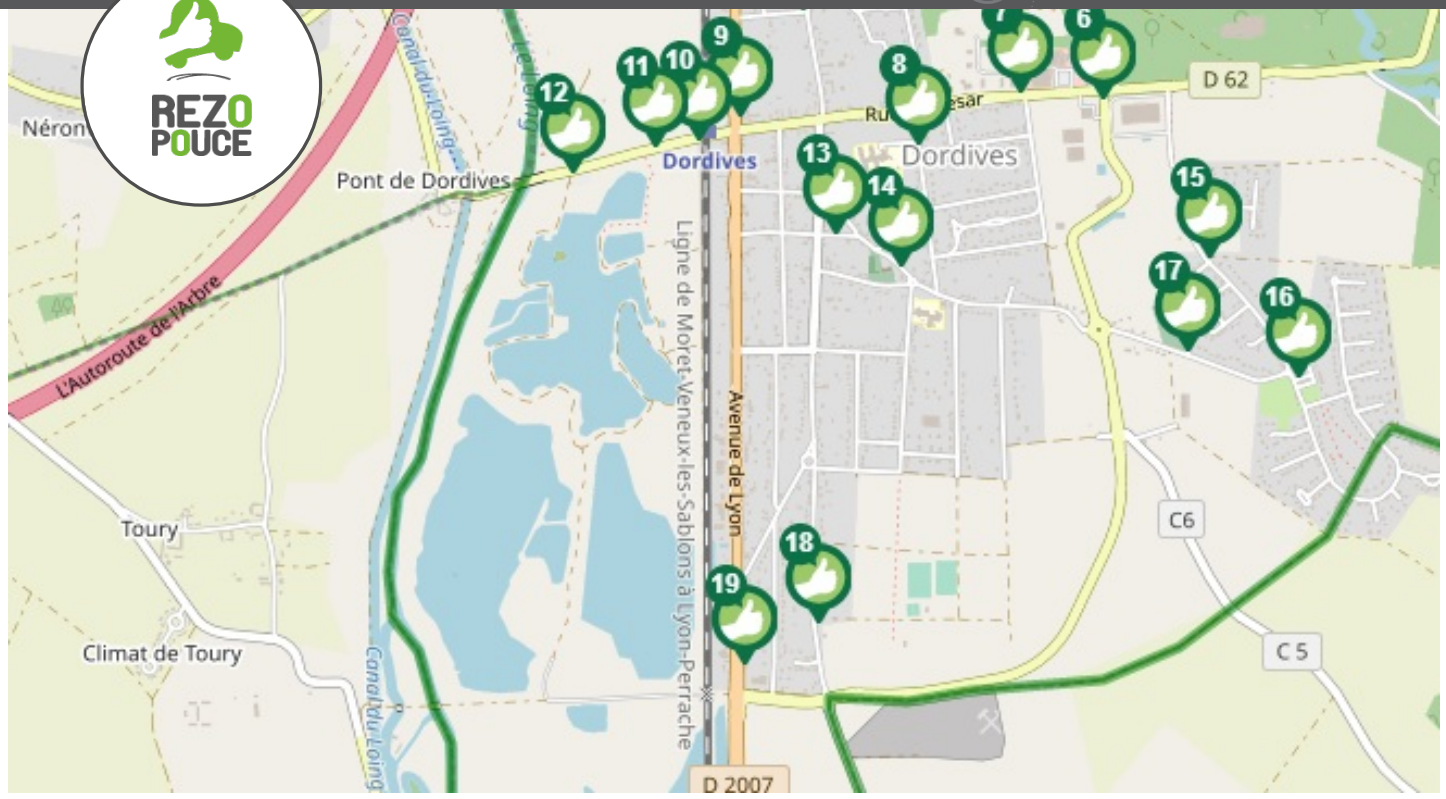 REZO
POUCE
Néron
Canal du Loing
Le Loing
7
6
9
11
10
12
8
D 62
Dordives
13
Dordives
14
15
Pont de Dordives
17
16
L'Autoroute de l'Arbre
Ligne de Moret-Veneux-les-Sablons à Lyon-Perrache
Avenue de Lyon
Toury
C6
18
19
Climat de Toury
C 5
Canal du Loing
D 2007